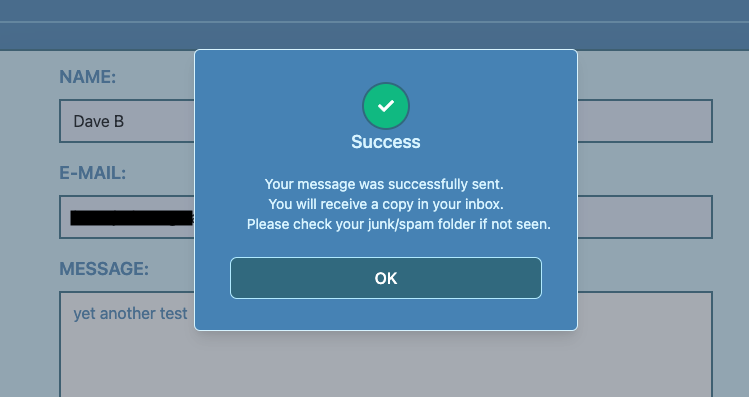 NAME:
Dave B
E-MAIL:
MESSAGE:
yet another test
Success
Your message was successfully sent.
You will receive a copy in your inbox.
Please check your junk/spam folder if not seen.
OK